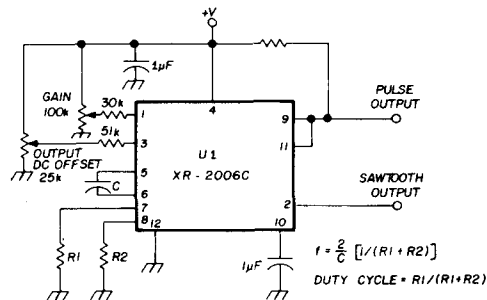 +V
1µF
GAIN
100k
30k
1
4
9
PULSE
OUTPUT
51k
3
11
OUTPUT
DC OFFSET
25k
U1
XR - 2006C
5
C
6
7
8
12
10
2
SAWTOOTH
OUTPUT
R1
R2
1µF
f = 2/C [1/(R1 + R2)]
DUTY CYCLE = R1/(R1+R2)